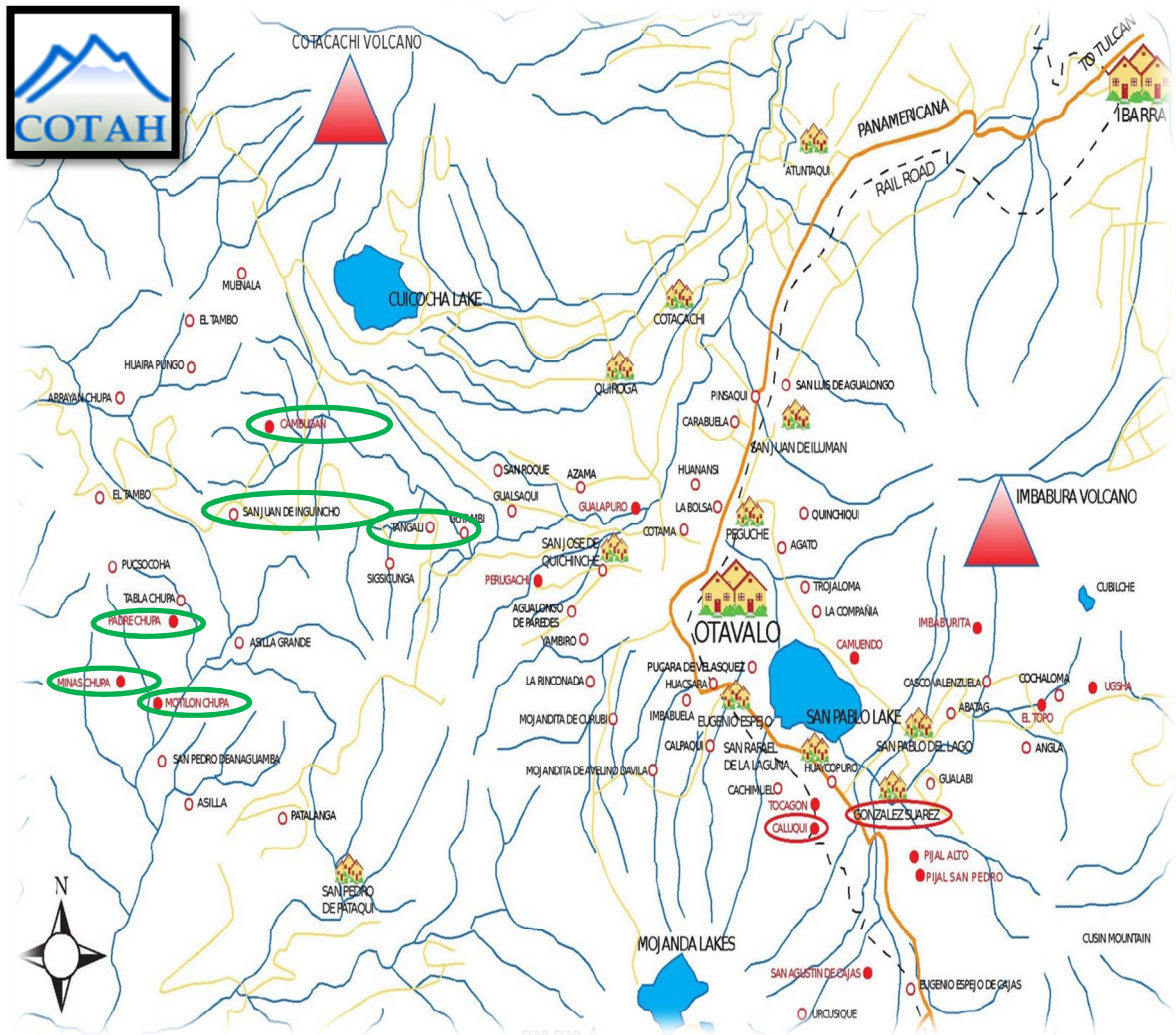 COTAH
COTACACHI VOLCANO
TO TULCAN
IBARRA
PANAMERICANA
RAIL ROAD
ATUNTAQUI
MUENALA
CUICOCHA LAKE
EL TAMBO
COTACACHI
HUAIRA PUNGO
QUIROGA
SAN LUIS DE AGUALONGO
ARRAYAN CHUPA
PINSAQUI
CAMBUGAN
CARABUELA
SAN JUAN DE ILUMAN
SAN ROQUE
AZAMA
HUANANSI
EL TAMBO
GUALSAQUI
IMBABURA VOLCANO
SAN JUAN DE INGUINCHO
GUALAPURO
LA BOLSA
QUINCHIQUI
TANGALI
COTAMA
PEGUCHE
SAN JOSE DE
QUICHINCHE
AGATO
PUCSOCOHA
SIGSICUNGA
PERUGACHI
TROJALOMA
CUBILCHE
TABLA CHUPA
AGUALONGO
DE PAREDES
LA COMPAÑIA
PADRE CHUPA
OTAVALO
IMBABURITA
ASILLA GRANDE
YAMBIRO
CAMUENDO
PUGARA DE VELASQUEZ
MINAS CHUPA
LA RINCONADA
HUACSARA
CASCO VALENZUELA
COCHALOMA
UGSHA
MOTILON CHUPA
IMBABUELA
EUGENIO ESPEJO
ABATAG
EL TOPO
MOJANDITA DE CURUBI
SAN PABLO LAKE
CALPAQUI
SAN RAFAEL
DE LA LAGUNA
SAN PABLO DEL LAGO
ANGLA
SAN PEDRO DE ANAGUAMBA
MOJANDITA DE AVELINO DAVILA
HUAYCOPURO
CACHIMUEL
GUALABI
ASILLA
TOCAGON
PATALANGA
GONZALEZ SUAREZ
CALUQUI
PIJAL ALTO
PIJAL SAN PEDRO
N
SAN PEDRO
DE PATAQUI
CUSIN MOUNTAIN
MOJANDA LAKES
SAN AGUSTIN DE CAJAS
EUGENIO ESPEJO DE CAJAS
URCUSIQUE